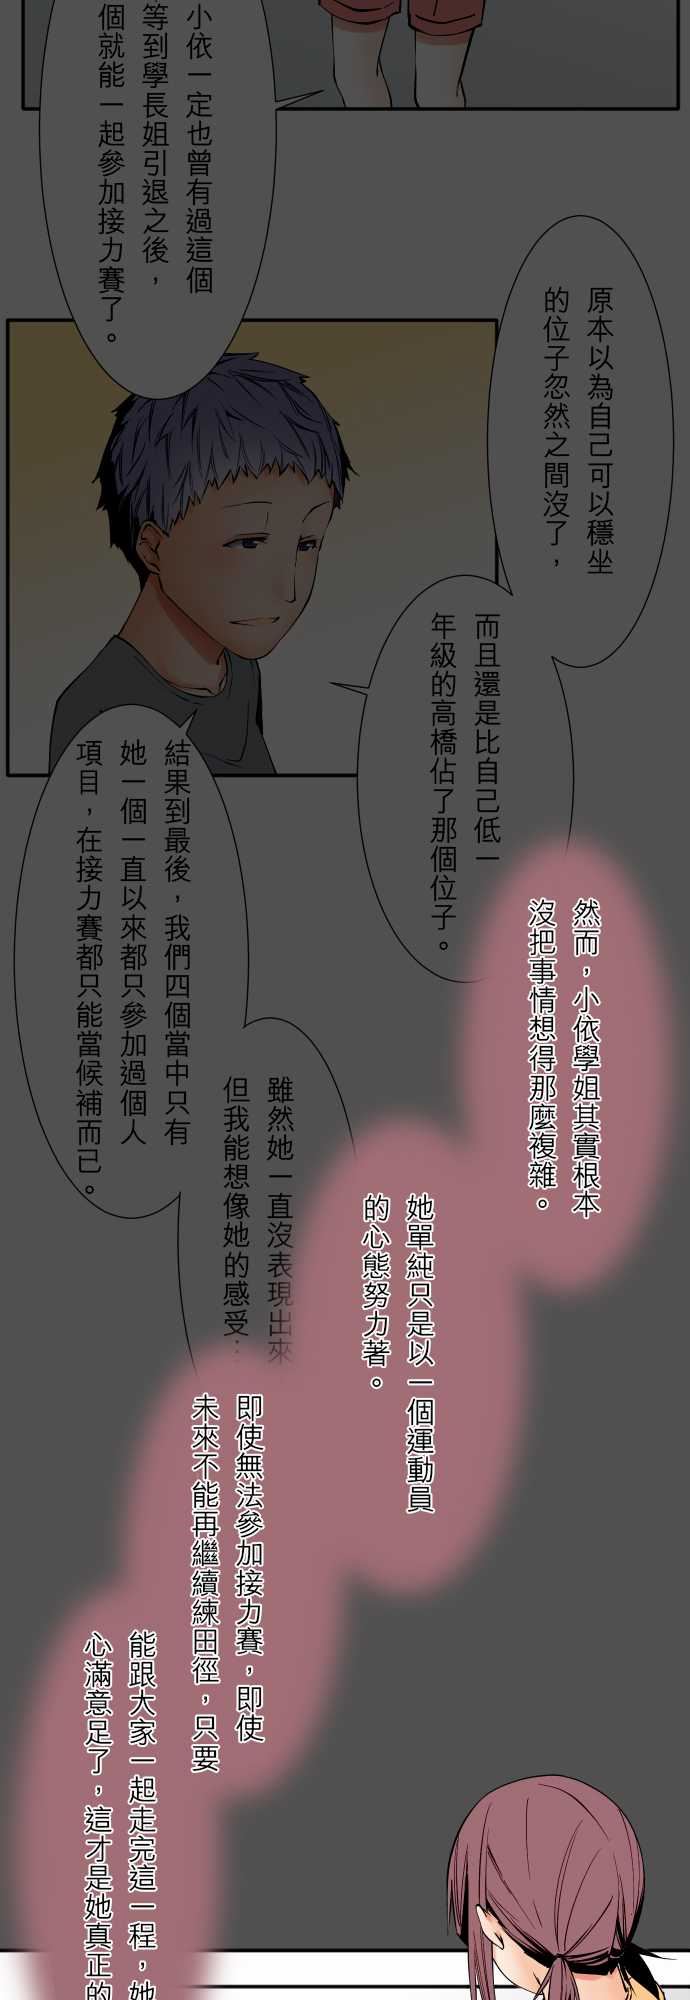 小依一定也曾有過這個
等到學長姐引退之後，
個就能一起參加接力賽了。
原本以為自己可以穩坐
的位子忽然之間沒了，
而且還是比自己低一
年級的高橋佔了那個位子。
結果到最後，我們四個當中只有
她一個一直以來都只參加過個人
項目，在接力賽都只能當候補而已。
雖然她一直沒表現出來
但我能想像她的感受…
然而，小依學姐其實根本
沒把事情想得那麼複雜。
她單純只是以一個運動員
的心態努力著。
即使無法參加接力賽，即使
未來不能再繼續練田徑，只要
能跟大家一起走完這一程，她
心滿意足了，這才是她真正的